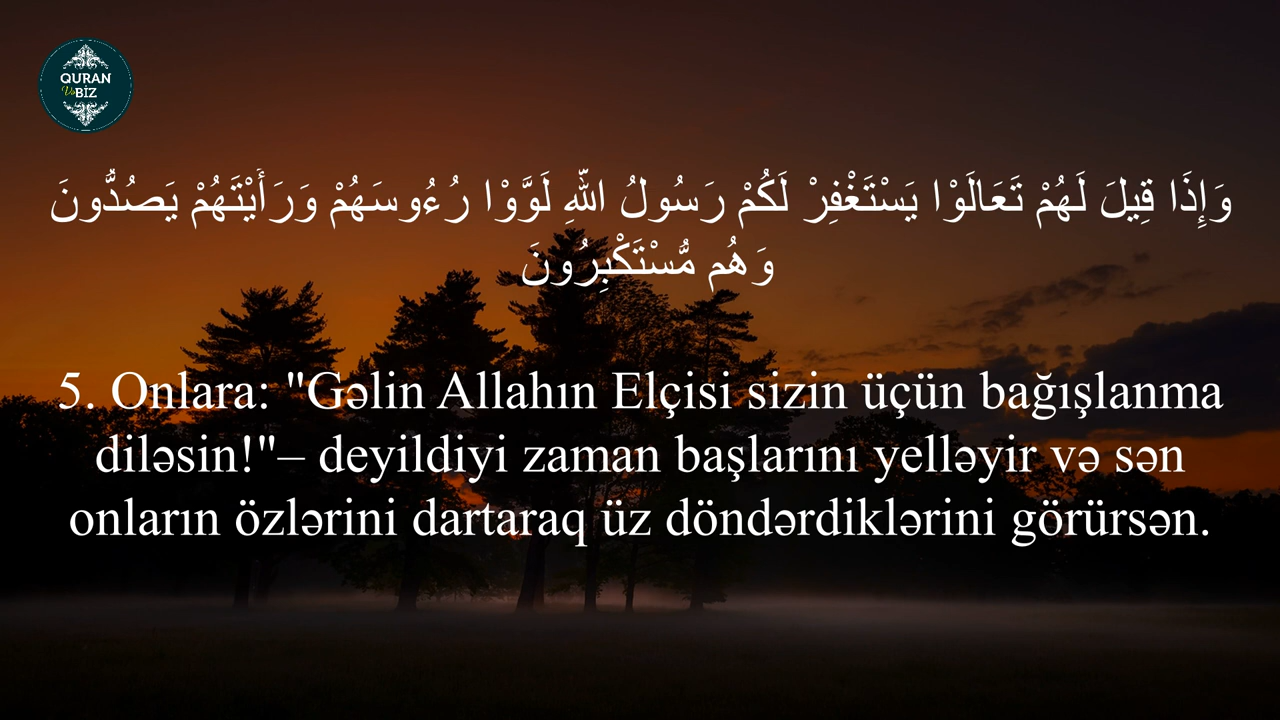 QURAN
Və BİZ
وَإِذَا قِيلَ لَهُمْ تَعَالَوْا يَسْتَغْفِرْ لَكُمْ رَسُولُ اللَّهِ لَوَّوْا رُءُوسَهُمْ وَرَأَيْتَهُمْ يَصُدُّونَ
وَهُم مُّسْتَكْبِرُونَ
5. Onlara: "Gəlin Allahın Elçisi sizin üçün bağışlanma
diləsin!"– deyildiyi zaman başlarını yelləyir və sən
onların özlərini dartaraq üz döndərdiklərini görürsən.